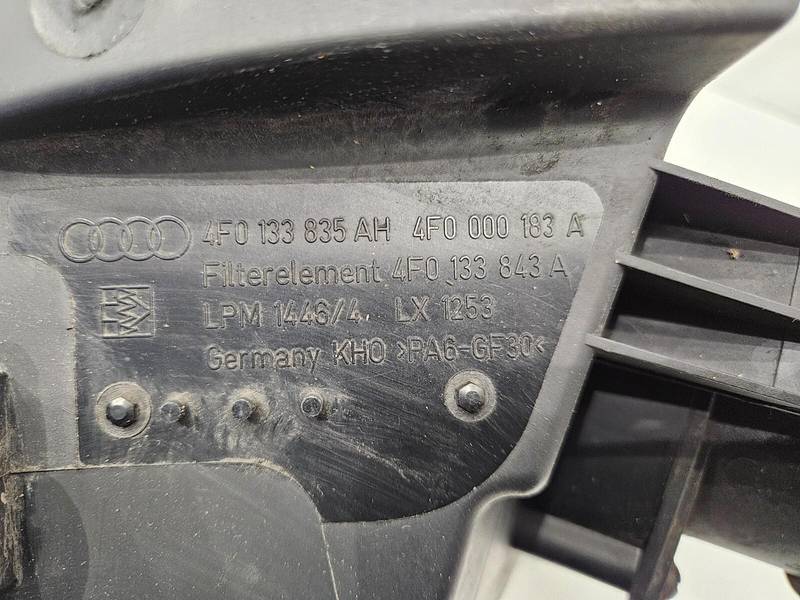 4F0 133 835 AH 4F0 000 183 A
Filterelement 4F0 133 843 A
LPM 1446/4 LX 1253
Germany KHO >PA6-GF30<